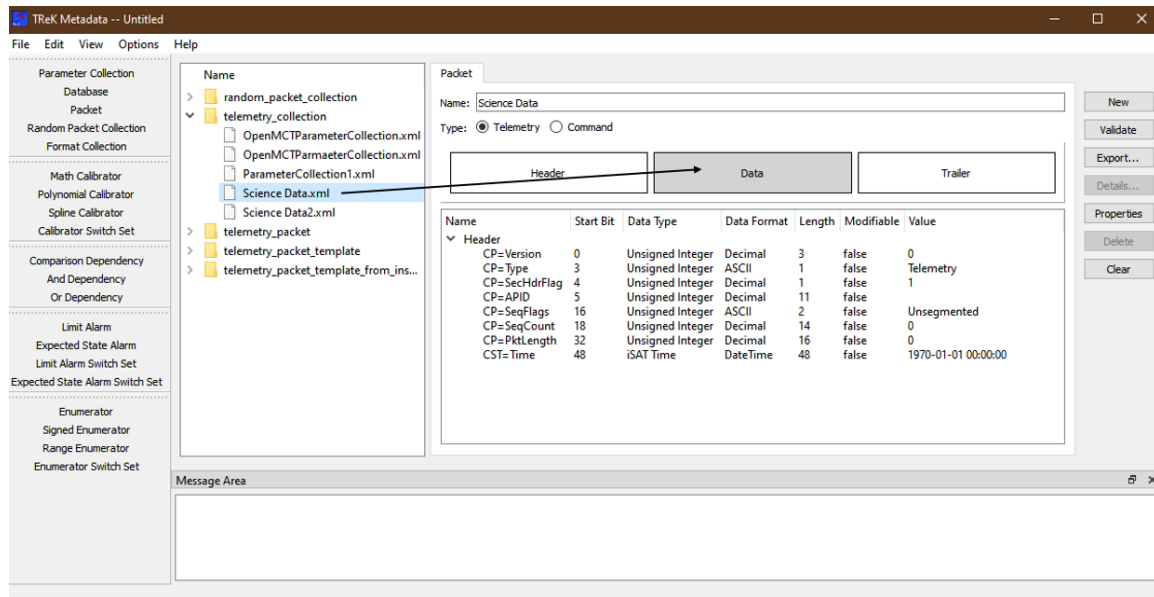 TReK Metadata -- Untitled
File Edit View Options Help
Parameter Collection
Database
Packet
Random Packet Collection
Format Collection
Math Calibrator
Polynomial Calibrator
Spline Calibrator
Calibrator Switch Set
Comparison Dependency
And Dependency
Or Dependency
Limit Alarm
Expected State Alarm
Limit Alarm Switch Set
Expected State Alarm Switch Set
Enumerator
Signed Enumerator
Range Enumerator
Enumerator Switch Set
Name
random_packet_collection
telemetry_collection
OpenMCTParameterCollection.xml
OpenMCTParmaeterCollection.xml
ParameterCollection1.xml
Science Data.xml
Science Data2.xml
telemetry_packet
telemetry_packet_template
telemetry_packet_template_from_ins...
Packet
Name: Science Data
Type: Telemetry Command
Header Data Trailer
Name Start Bit Data Type Data Format Length Modifiable Value
Header
CP=Version 0 Unsigned Integer Decimal 3 false 0
CP=Type 3 Unsigned Integer ASCII 1 false Telemetry
CP=SecHdrFlag 4 Unsigned Integer Decimal 1 false 1
CP=APID 5 Unsigned Integer Decimal 11 false
CP=SeqFlags 16 Unsigned Integer ASCII 2 false Unsegmented
CP=SeqCount 18 Unsigned Integer Decimal 14 false 0
CP=PktLength 32 Unsigned Integer Decimal 16 false 0
CST=Time 48 iSAT Time DateTime 48 false 1970-01-01 00:00:00
New
Validate
Export...
Details...
Properties
Delete
Clear
Message Area